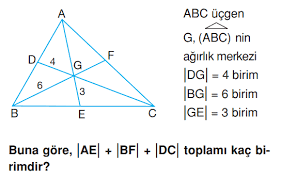 A
D
4
F
G
6
3
B
E
C
ABC üçgen
G, (ABC) nin
ağırlık merkezi
|DG| = 4 birim
|BG| = 6 birim
|GE| = 3 birim
Buna göre, |AE| + |BF| + |DC| toplamı kaç bi-
rimdir?